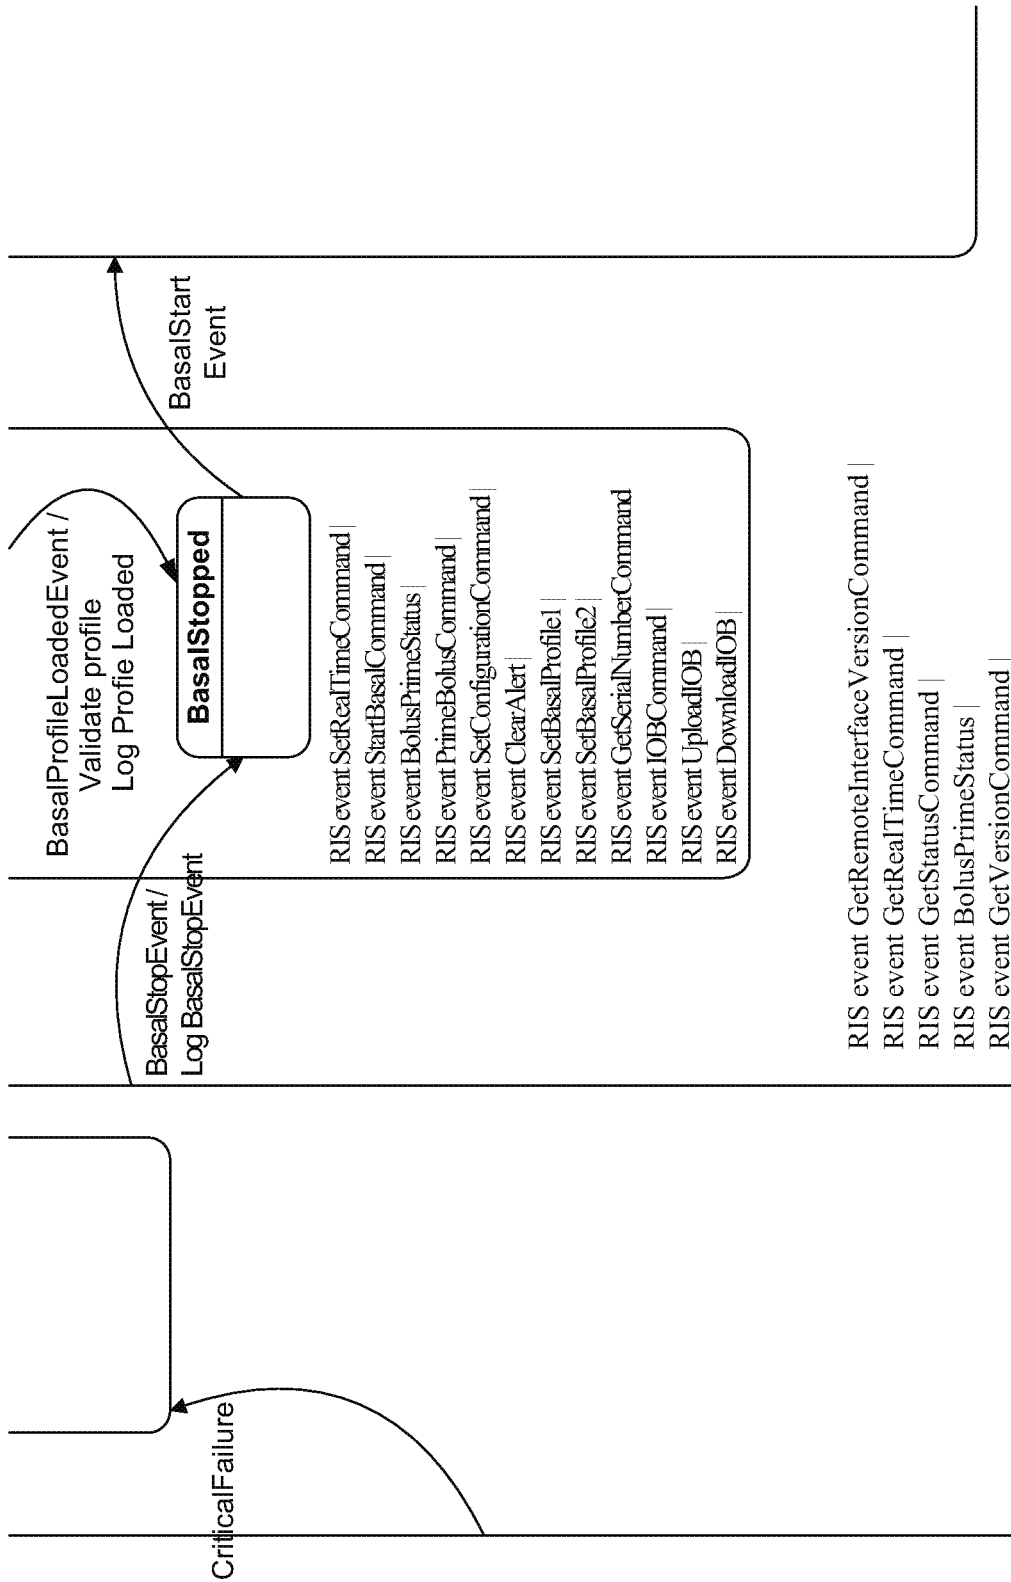 BasalProfileLoadedEvent /
Validate profile
Log Profie Loaded
BasalStopped
BasalStart
Event
BasalStopEvent /
Log BasalStopEvent
CriticalFailure
RIS event SetRealTimeCommand |
RIS event StartBasalCommand |
RIS event BolusPrimeStatus |
RIS event PrimeBolusCommand |
RIS event SetConfigurationCommand |
RIS event ClearAlert |
RIS event SetBasalProfile1 |
RIS event SetBasalProfile2 |
RIS event GetSerialNumberCommand
RIS event IOBCommand |
RIS event UploadIOB |
RIS event DownloadIOB |
RIS event GetRemoteInterfaceVersionCommand |
RIS event GetRealTimeCommand |
RIS event GetStatusCommand |
RIS event BolusPrimeStatus |
RIS event GetVersionCommand |